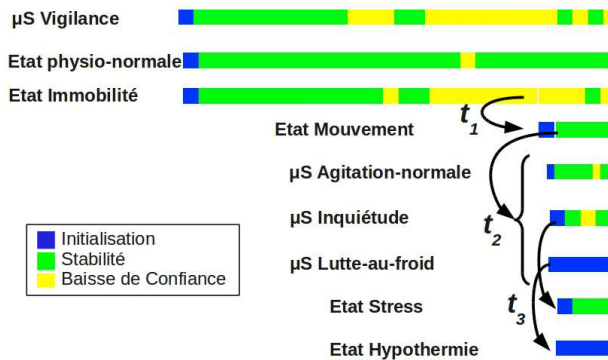 µS Vigilance
Etat physio-normale
Etat Immobilité
t1
Etat Mouvement
µS Agitation-normale
µS Inquiétude
t2
Initialisation
Stabilité
Baisse de Confiance
µS Lutte-au-froid
Etat Stress
t3
Etat Hypothermie